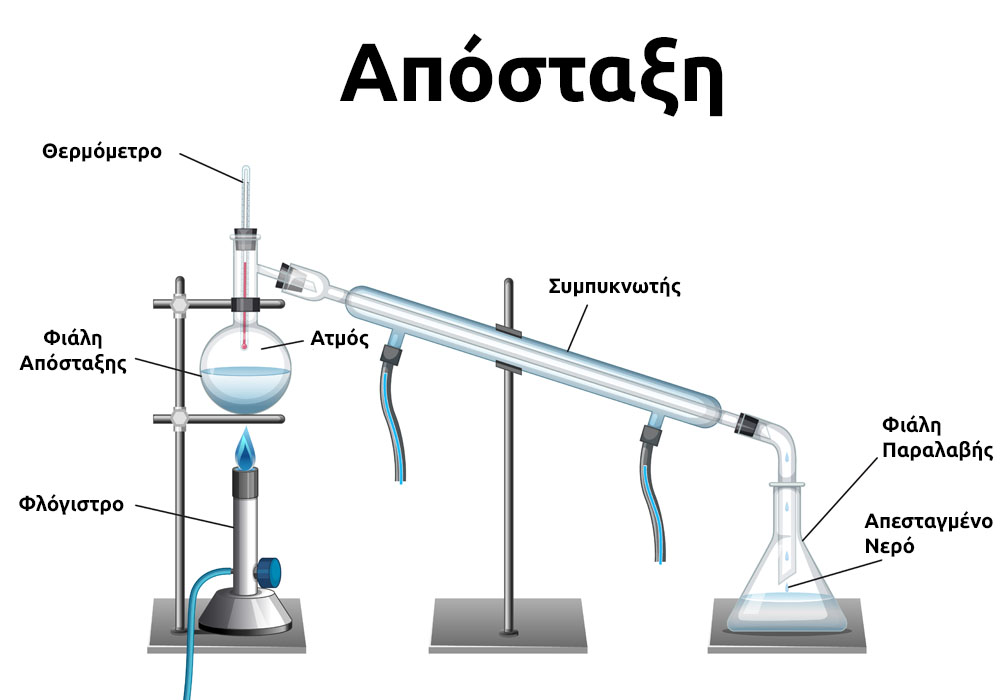 Απόσταξη
Θερμόμετρο
Συμπυκνωτής
Φιάλη
Απόσταξης
Ατμός
Φιάλη
Παραλαβής
Φλόγιστρο
Απεσταγμένο
Νερό